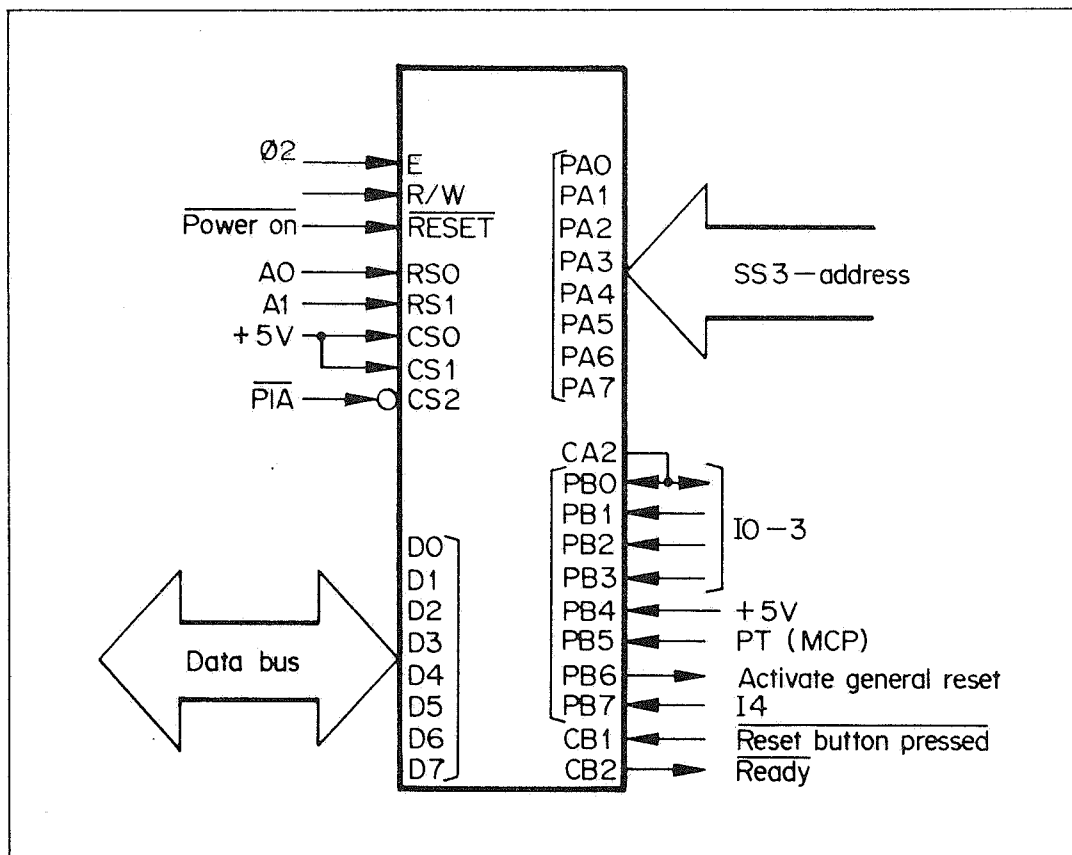 Ø2
E
R/W
Power on
RESET
A0
RS0
A1
RS1
+5V
CS0
CS1
PIA
CS2
D0
D1
D2
D3
D4
D5
D6
D7
Data bus
PA0
PA1
PA2
PA3
PA4
PA5
PA6
PA7
SS3-address
CA2
PB0
PB1
PB2
PB3
IO-3
PB4
+5V
PB5
PT (MCP)
PB6
Activate general reset
PB7
I4
CB1
Reset button pressed
CB2
Ready